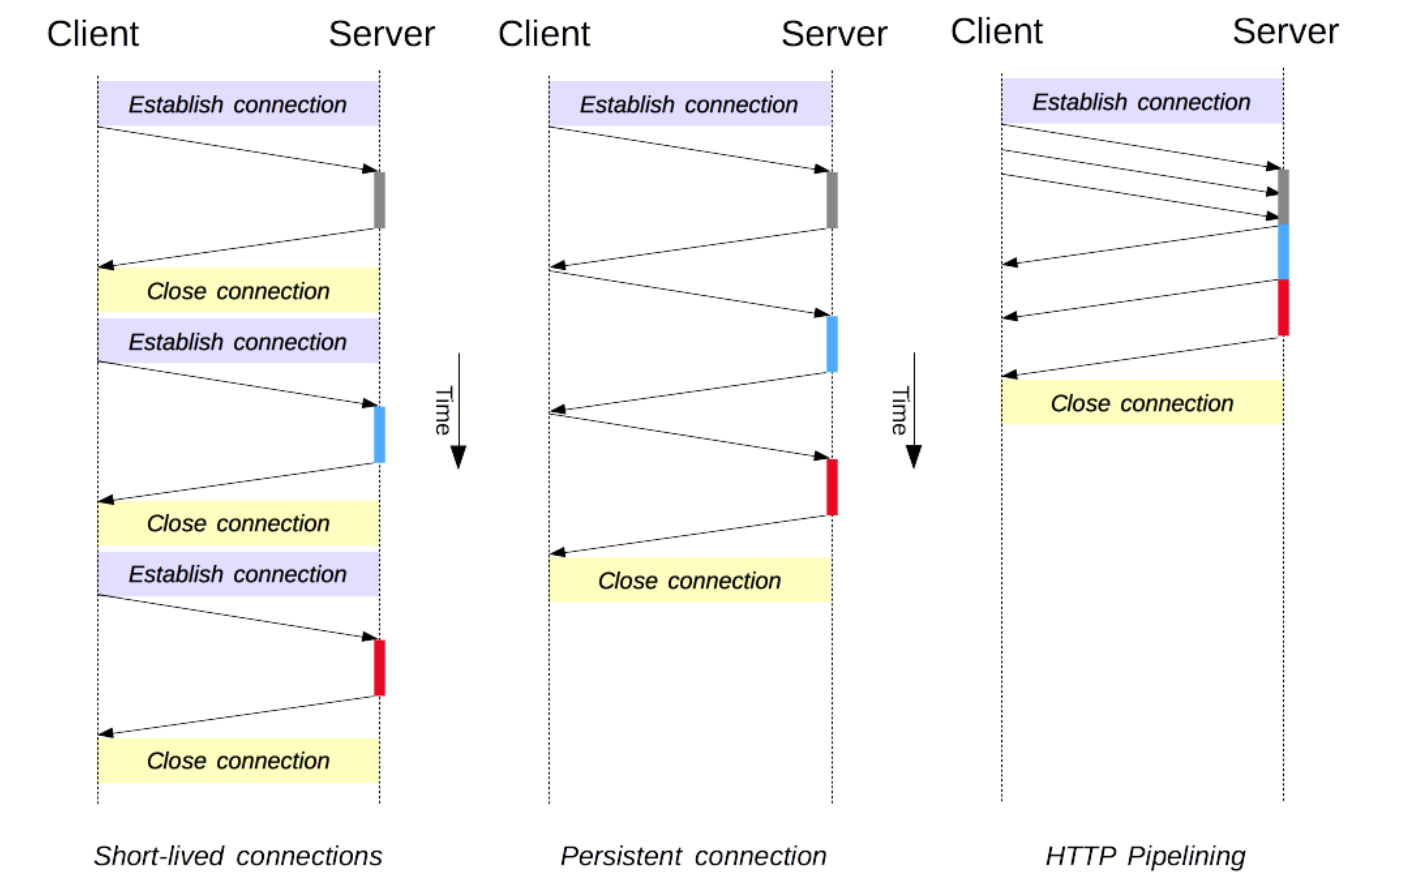 Client Server
Establish connection
Close connection
Establish connection
Close connection
Establish connection
Close connection
Short-lived connections
Time
Client Server
Establish connection
Close connection
Persistent connection
Time
Client Server
Establish connection
Close connection
HTTP Pipelining